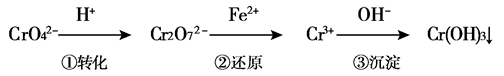 CrO₄²⁻ —H⁺ ①转化→ Cr₂O₇²⁻ —Fe²⁺ ②还原→ Cr³⁺ —OH⁻ ③沉淀→ Cr(OH)₃↓